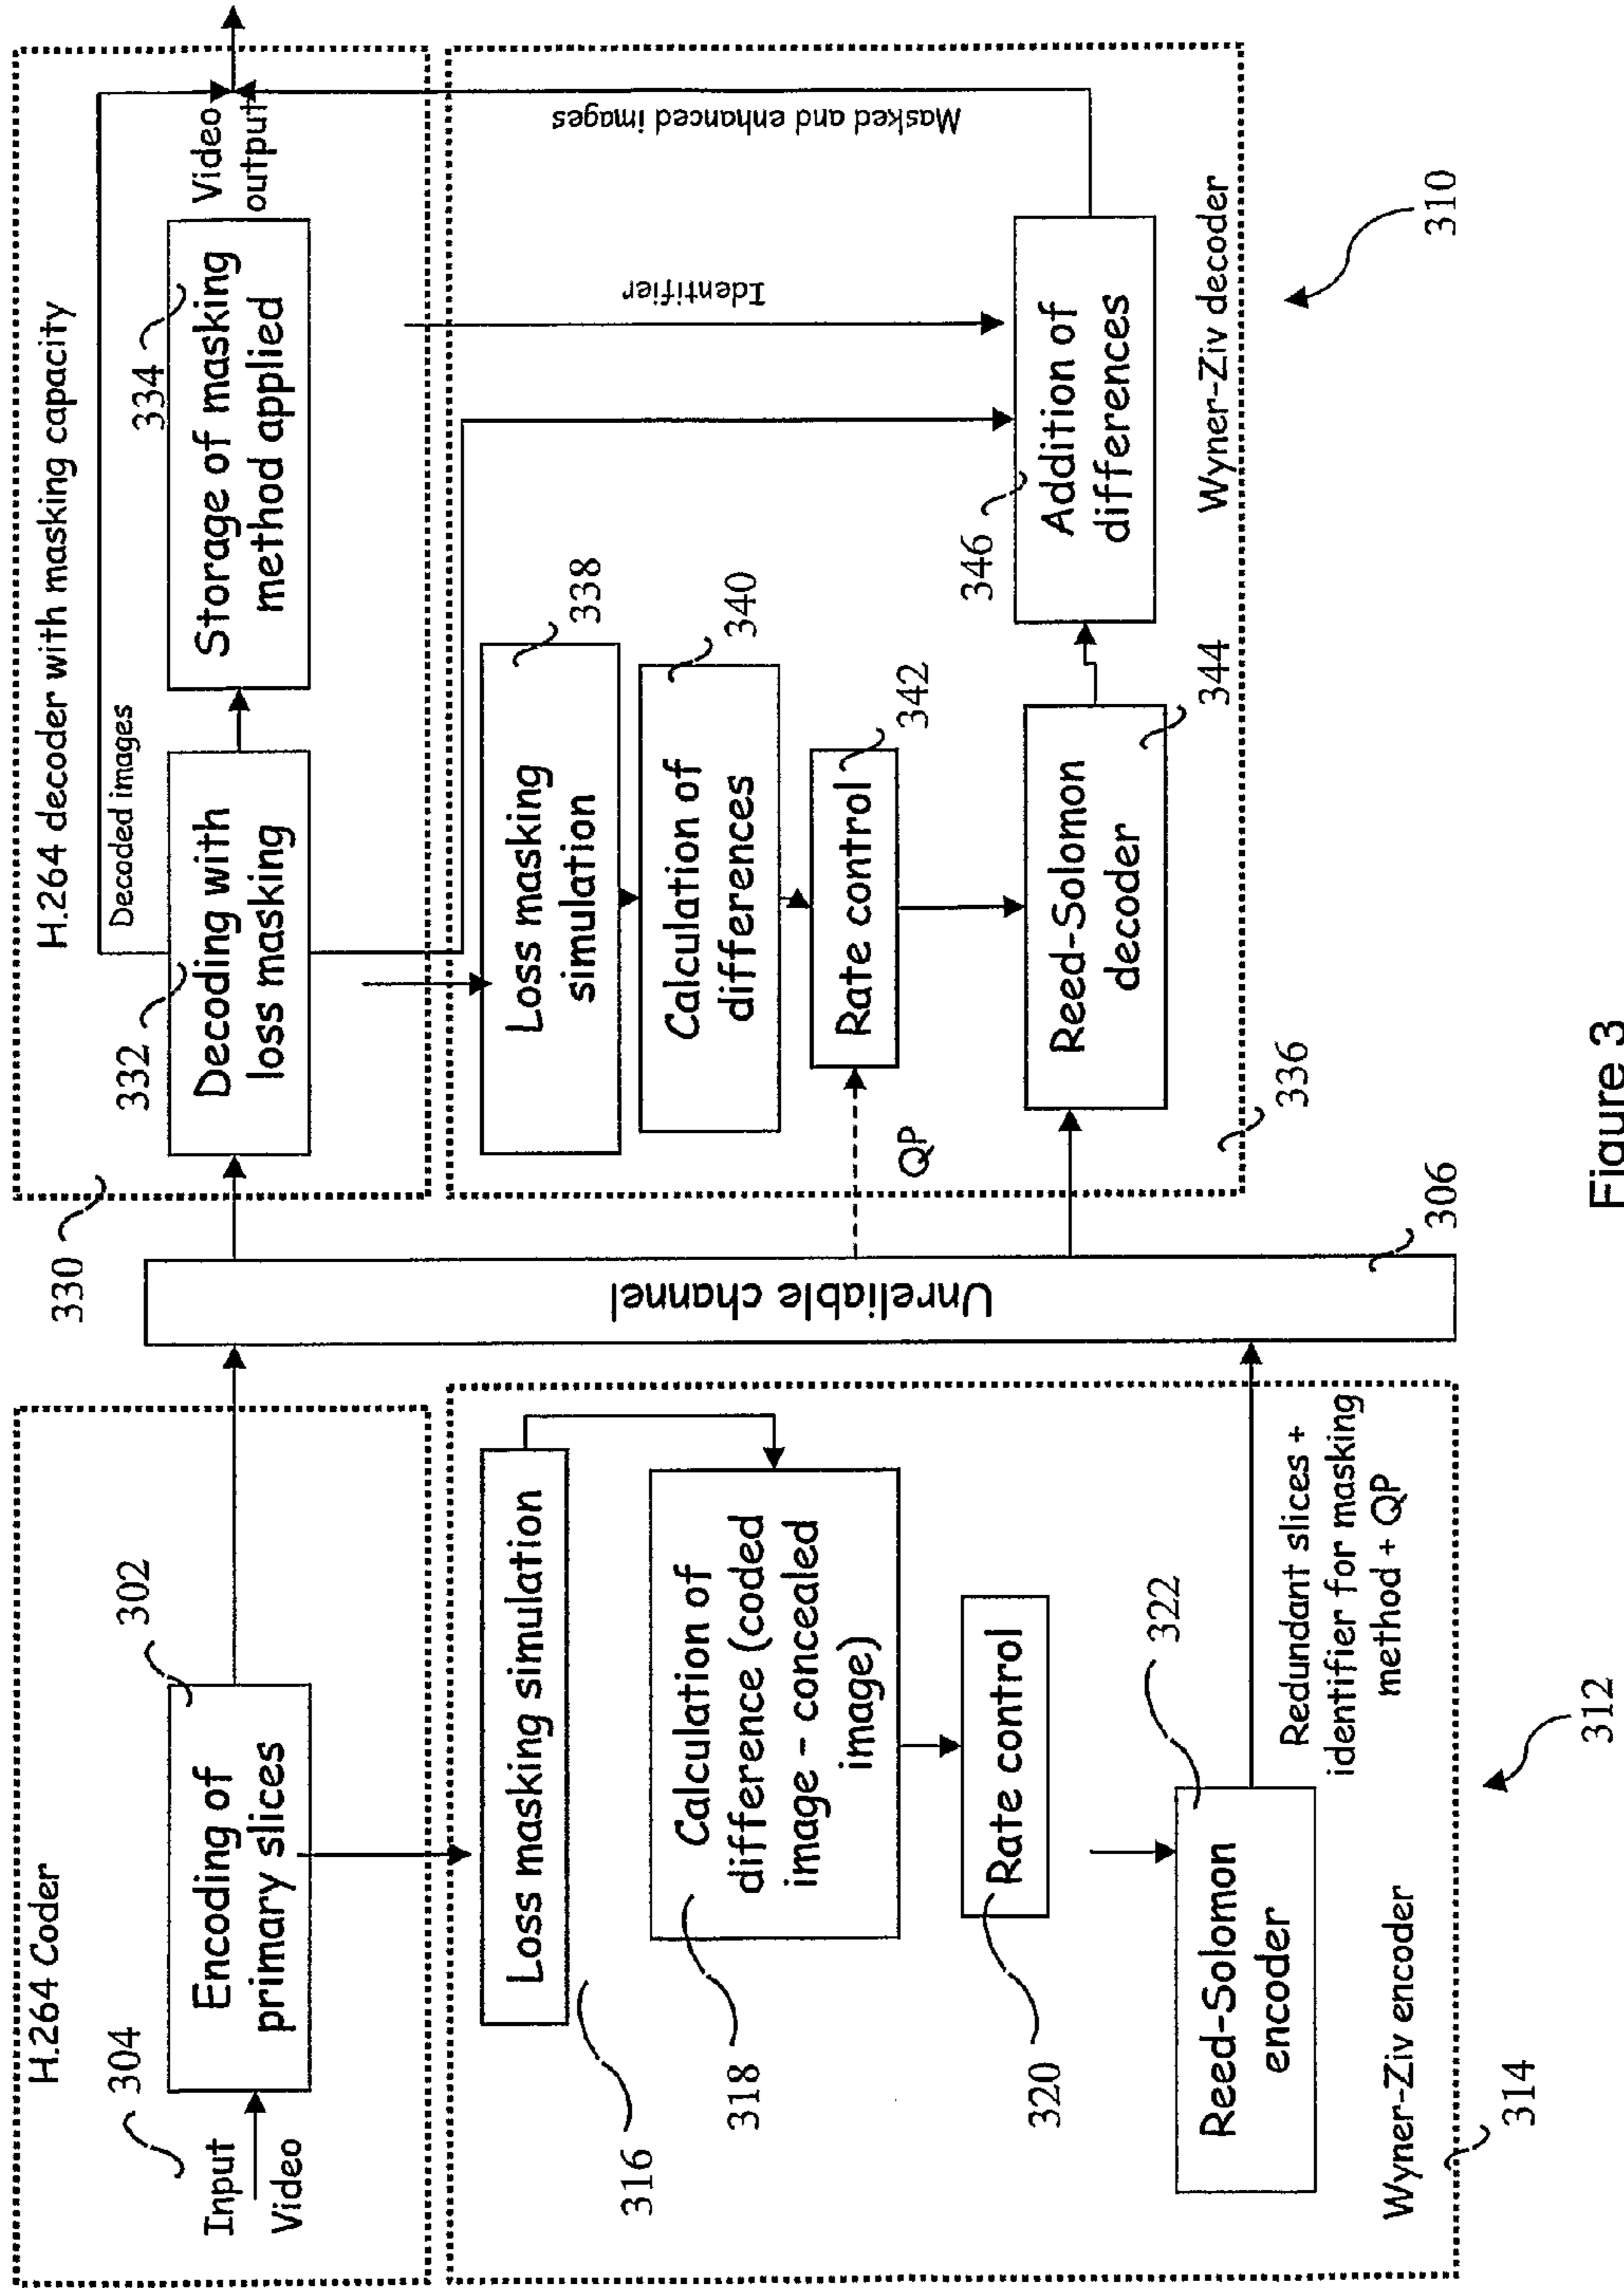 H.264 Coder
304
Input
Video
Encoding of
primary slices
302
Loss masking simulation
316
Calculation of
difference (coded
image - concealed
image)
318
Rate control
320
Reed-Solomon
encoder
322
Redundant slices +
identifier for masking
method + QP
Wyner-Ziv encoder
314
312
Unreliable channel
306
330
H.264 decoder with masking capacity
Decoded images
332
Decoding with
loss masking
334
Storage of masking
method applied
Video
output
Loss masking
simulation
338
Calculation of
differences
340
Rate control
342
QP
Reed-Solomon
decoder
344
346
Addition of
differences
Identifier
Masked and enhanced images
Wyner-Ziv decoder
336
310
Figure 3